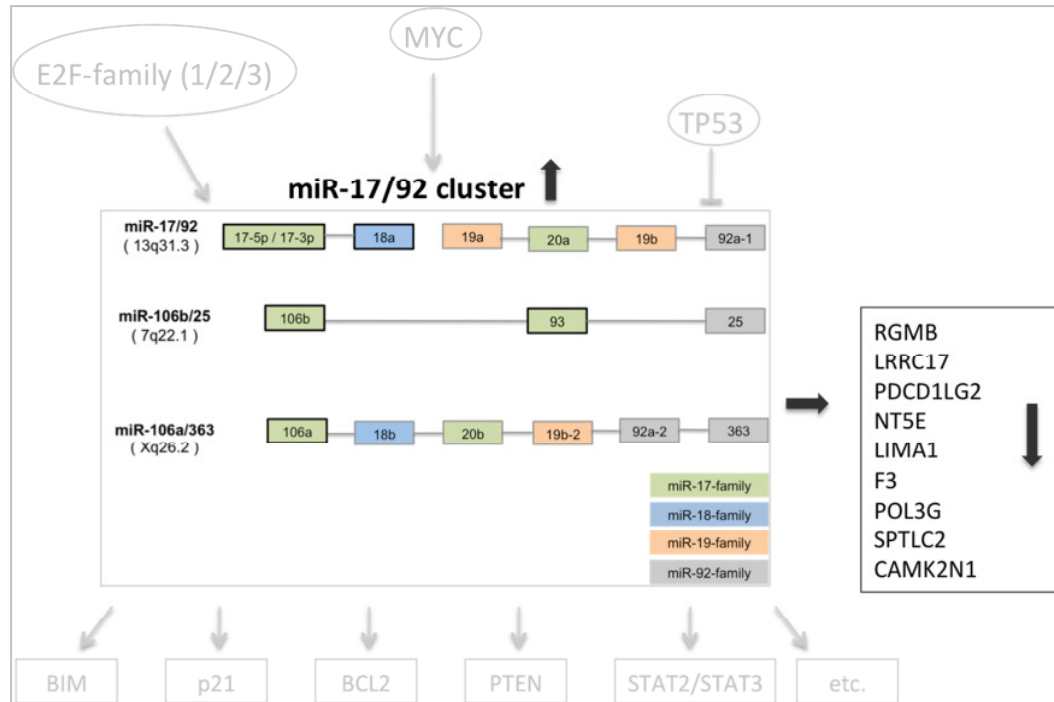 MYC
E2F-family (1/2/3)
TP53
miR-17/92 cluster
miR-17/92
( 13q31.3)
17-5p / 17-3p
18a
19a
20a
19b
92a-1
miR-106b/25
( 7q22.1)
106b
93
25
miR-106a/363
( Xq26.2)
106a
18b
20b
19b-2
92a-2
363
miR-17-family
miR-18-family
miR-19-family
miR-92-family
RGMB
LRRC17
PDCD1LG2
NT5E
LIMA1
F3
POL3G
SPTLC2
CAMK2N1
BIM
p21
BCL2
PTEN
STAT2/STAT3
etc.